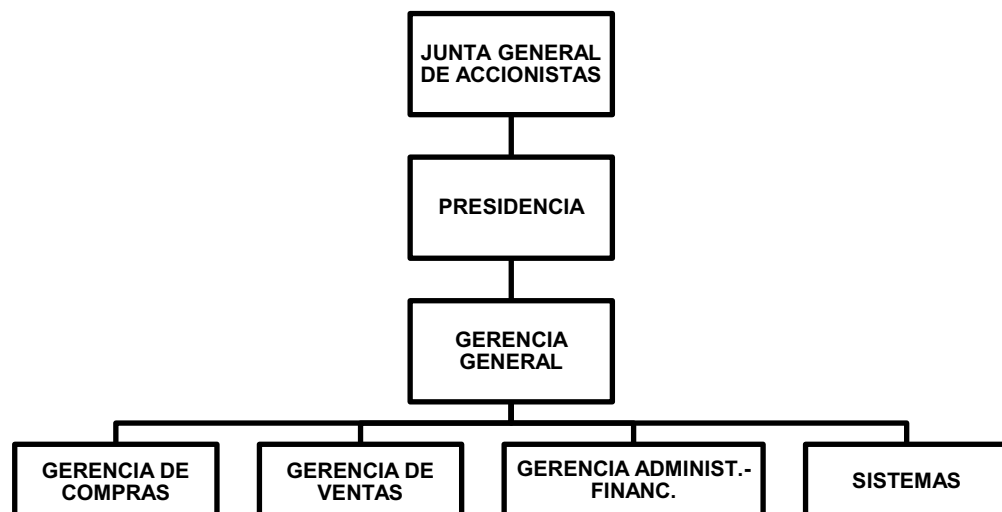 JUNTA GENERAL
DE ACCIONISTAS
PRESIDENCIA
GERENCIA
GENERAL
GERENCIA DE
COMPRAS
GERENCIA DE
VENTAS
GERENCIA ADMINIST.-
FINANC.
SISTEMAS